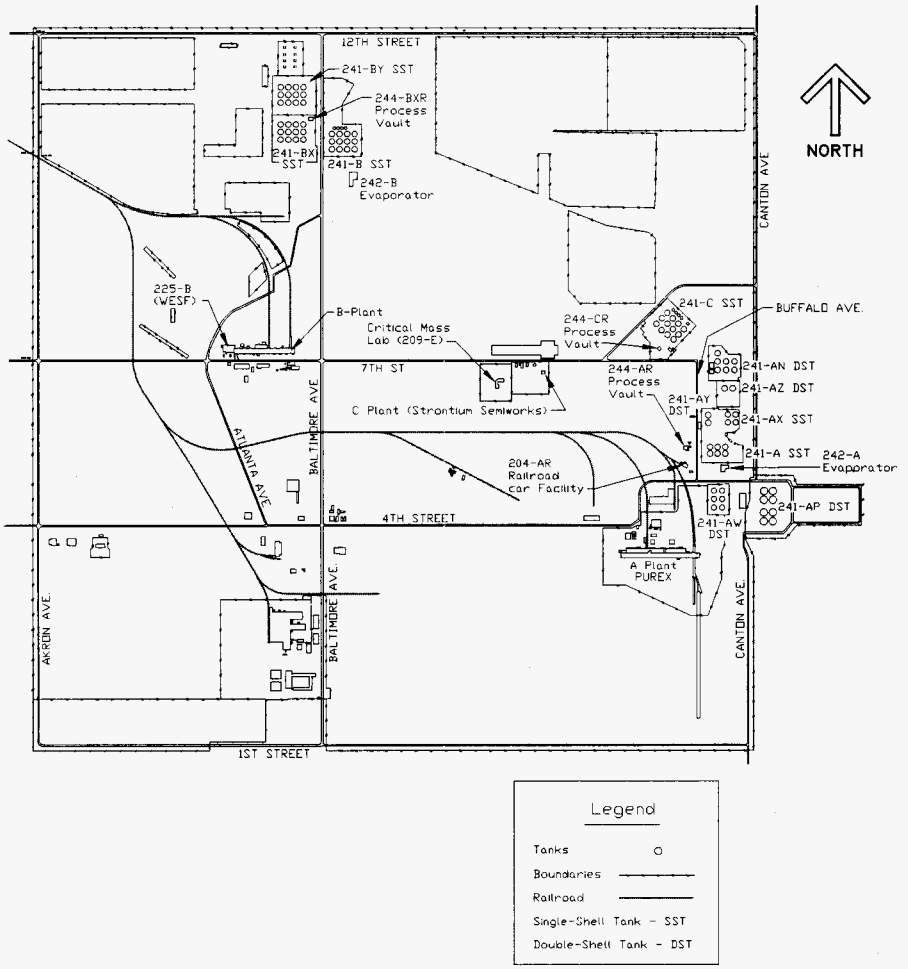 12TH STREET
241-BY SST
244-BXR
Process
Vault
241-BX
SST
241-B SST
242-B
Evaporator
NORTH
CANTON AVE
225-B
(WESF)
B-Plant
Critical Mass
Lab (209-E)
244-CR
Process
Vault
241-C SST
BUFFALO AVE.
7TH ST
244-AR
Process
Vault
241-AY
DST
241-AN DST
241-AZ DST
241-AX SST
241-A SST
242-A
Evaporator
C Plant (Strontium Semiworks)
BALTIMORE AVE
ATLANTA AVE
204-AR
Railroad
car Facility
4TH STREET
241-AW
DST
241-AP DST
A Plant
PUREX
AKRON AVE.
BALTIMORE AVE.
CANTON AVE.
1ST STREET
Legend
Tanks
Boundaries
Railroad
Single-Shell Tank - SST
Double-Shell Tank - DST